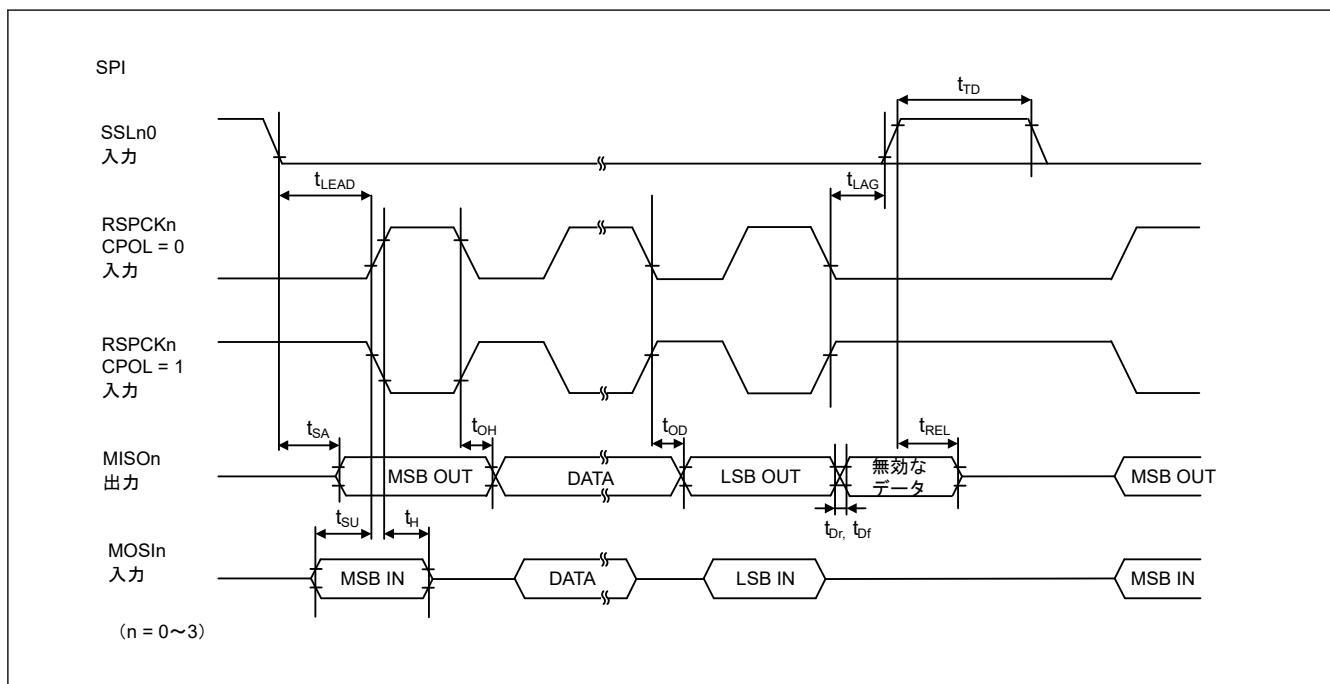 SPI
t_TD
SSLn0
入力
t_LEAD
t_LAG
RSPCKn
CPOL = 0
入力
RSPCKn
CPOL = 1
入力
t_SA
t_OH
t_OD
t_REL
MISOn
出力
MSB OUT
DATA
LSB OUT
無効な
データ
MSB OUT
t_SU
t_H
t_Dr, t_Df
MOSIn
入力
MSB IN
DATA
LSB IN
MSB IN
（n = 0～3）